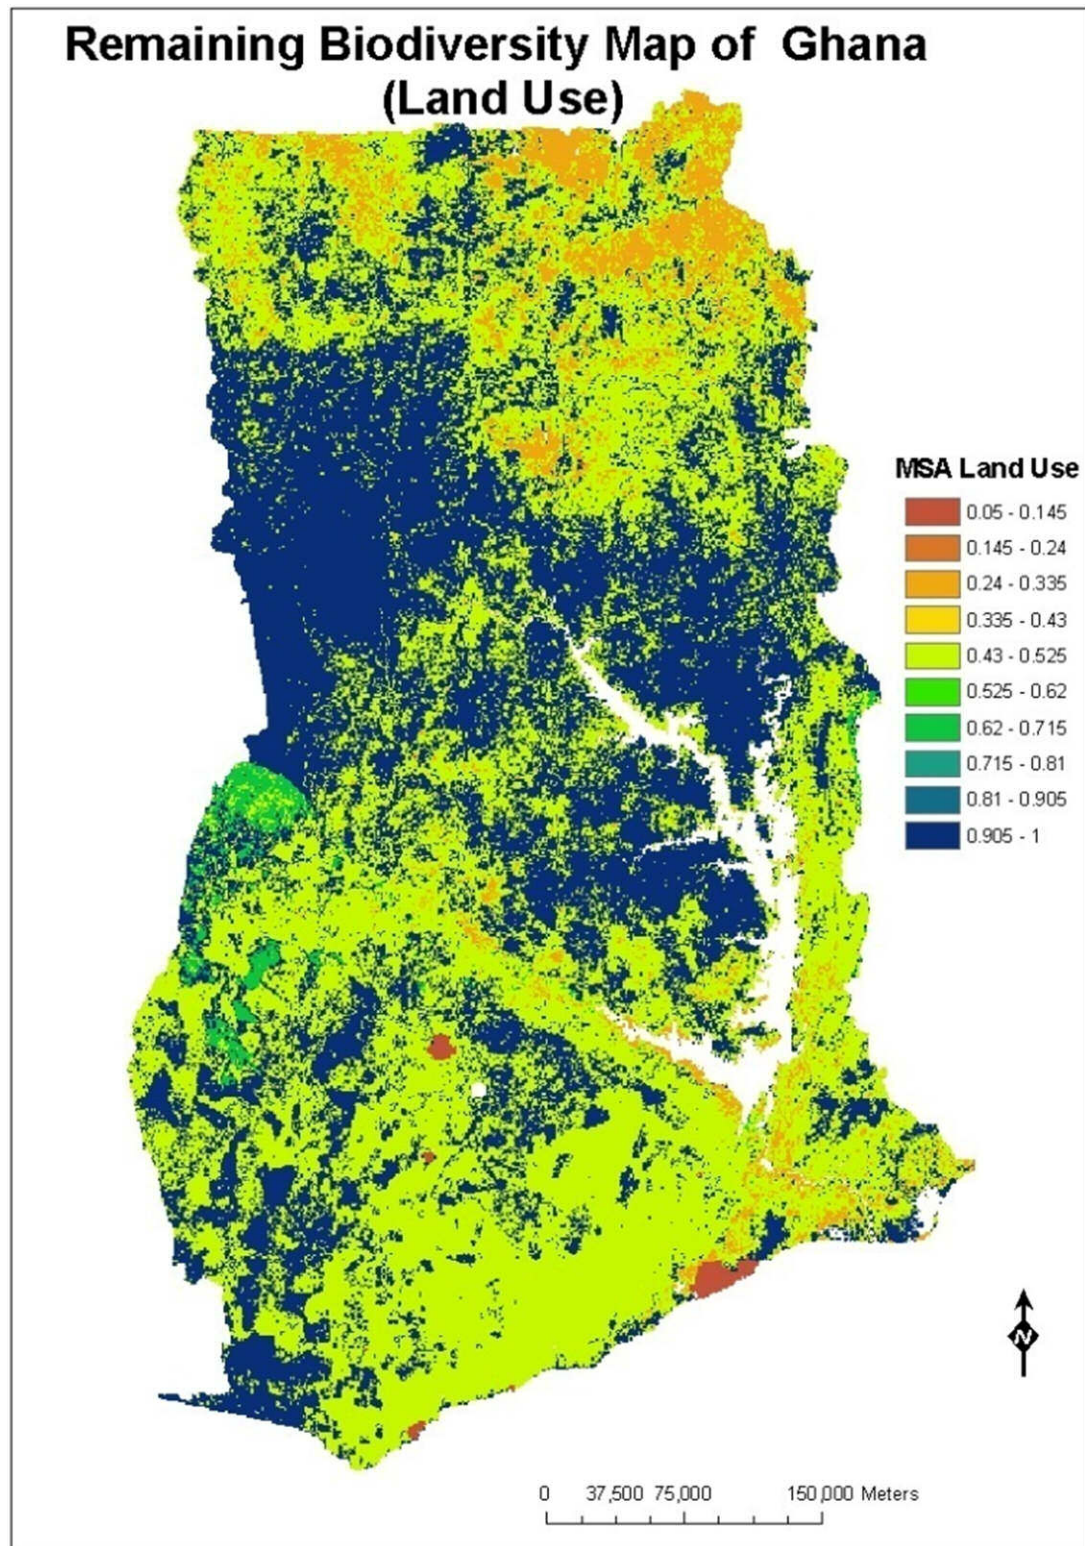 Remaining Biodiversity Map of Ghana
(Land Use)
MSA Land Use
0.05 - 0.145
0.145 - 0.24
0.24 - 0.335
0.335 - 0.43
0.43 - 0.525
0.525 - 0.62
0.62 - 0.715
0.715 - 0.81
0.81 - 0.905
0.905 - 1
N
0 37,500 75,000 150,000 Meters